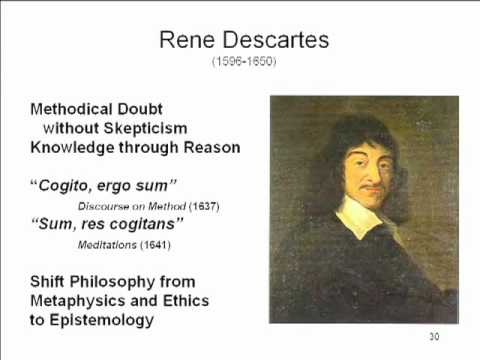 Rene Descartes
(1596-1650)
Methodical Doubt
without Skepticism
Knowledge through Reason
“Cogito, ergo sum”
Discourse on Method (1637)
“Sum, res cogitans”
Meditations (1641)
Shift Philosophy from
Metaphysics and Ethics
to Epistemology
30